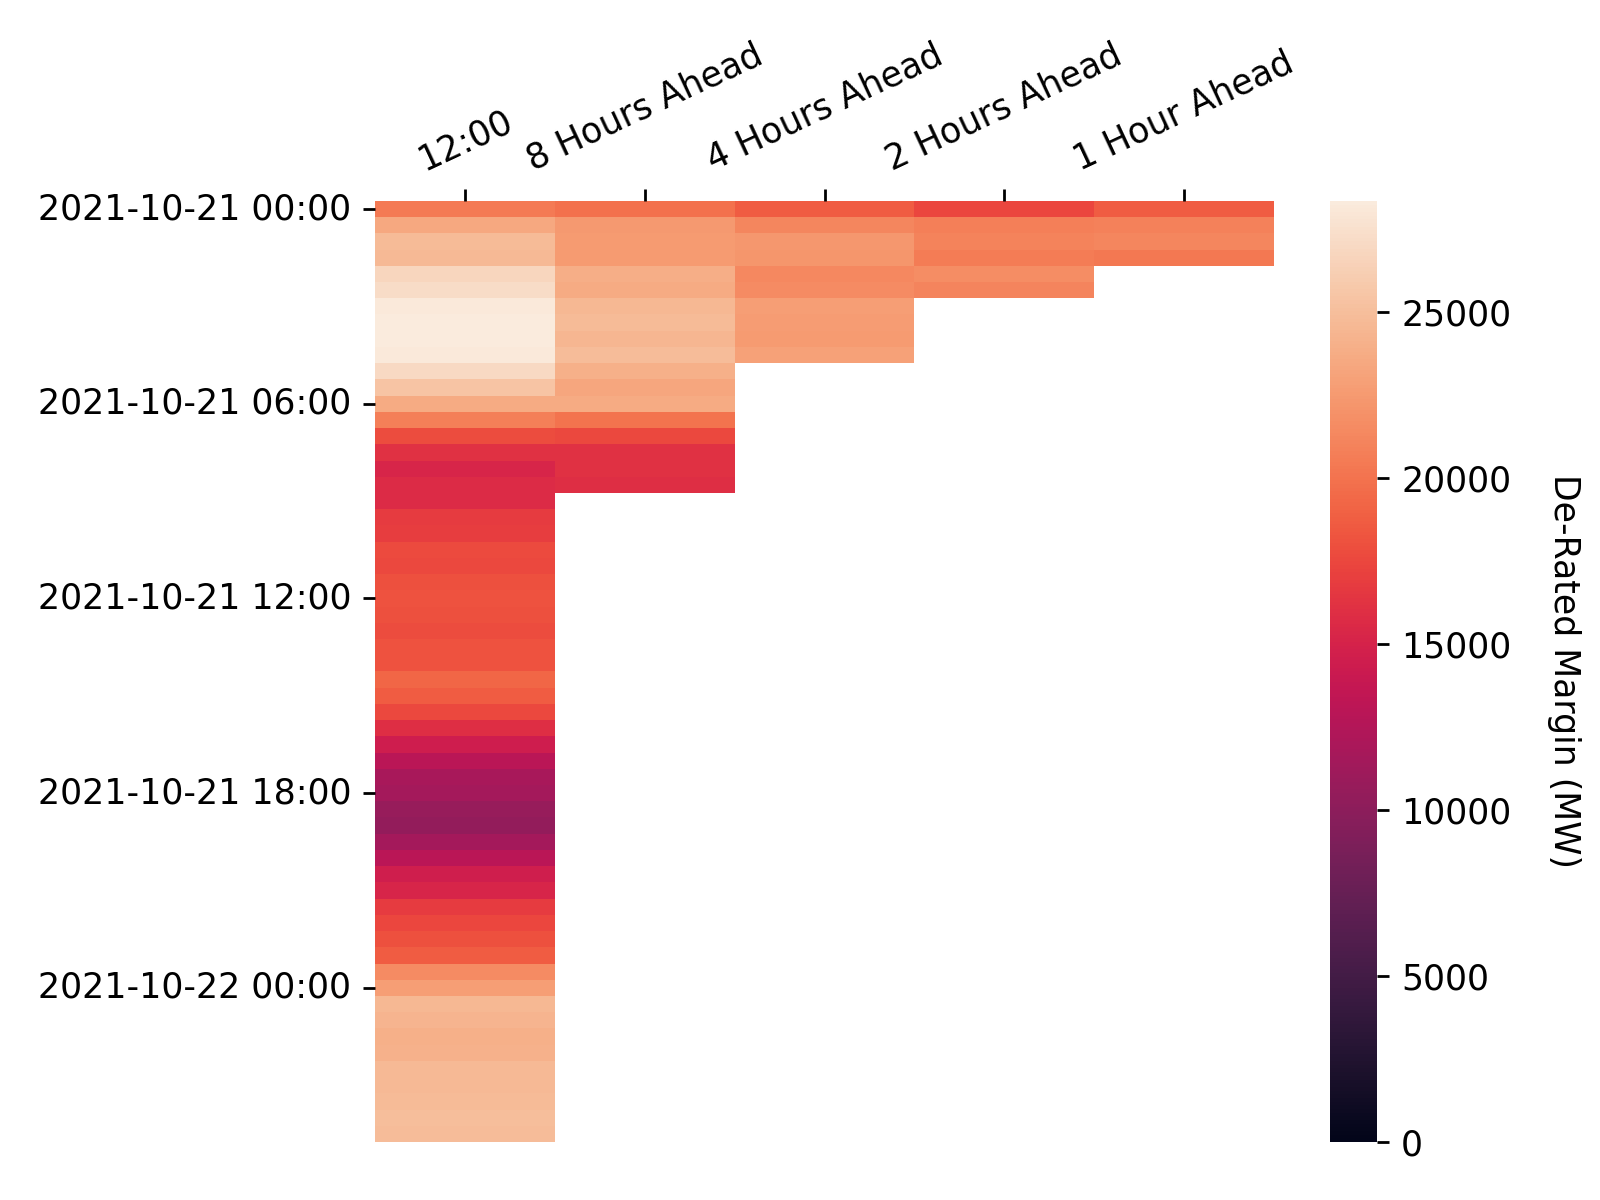 12:00
8 Hours Ahead
4 Hours Ahead
2 Hours Ahead
1 Hour Ahead
2021-10-21 00:00
2021-10-21 06:00
2021-10-21 12:00
2021-10-21 18:00
2021-10-22 00:00
25000
20000
15000
10000
5000
0
De-Rated Margin (MW)